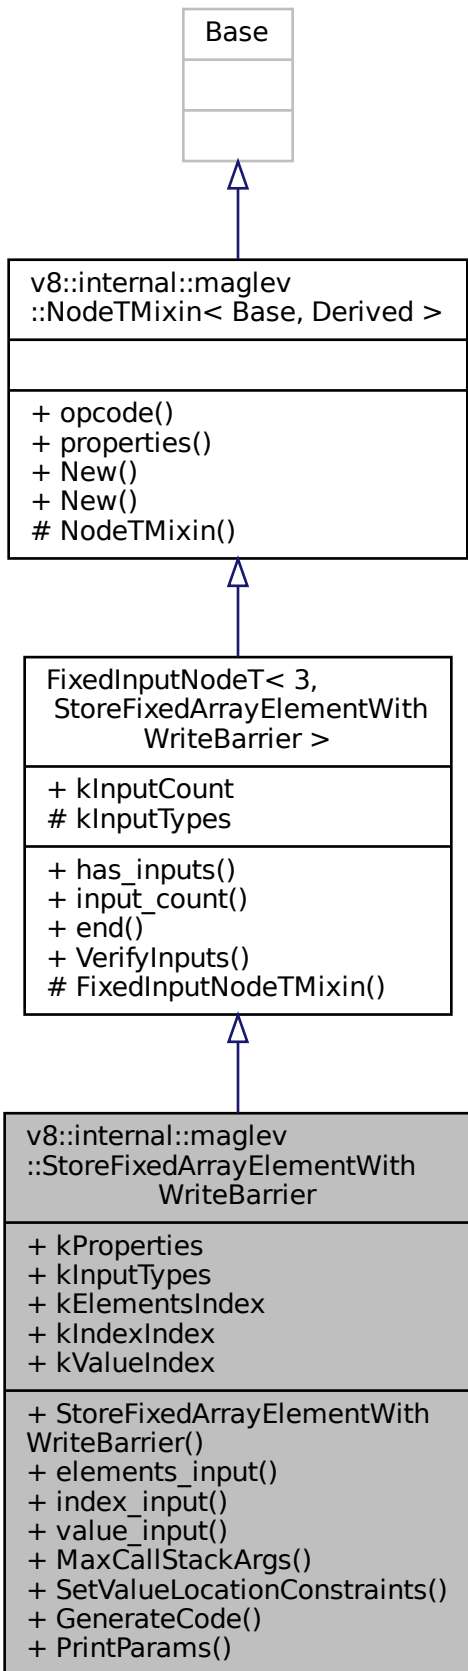 Base
v8::internal::maglev
::NodeTMixin< Base, Derived >
+ opcode()
+ properties()
+ New()
+ New()
# NodeTMixin()
FixedInputNodeT< 3,
StoreFixedArrayElementWith
WriteBarrier >
+ kInputCount
# kInputTypes
+ has_inputs()
+ input_count()
+ end()
+ VerifyInputs()
# FixedInputNodeTMixin()
v8::internal::maglev
::StoreFixedArrayElementWith
WriteBarrier
+ kProperties
+ kInputTypes
+ kElementsIndex
+ kIndexIndex
+ kValueIndex
+ StoreFixedArrayElementWith
WriteBarrier()
+ elements_input()
+ index_input()
+ value_input()
+ MaxCallStackArgs()
+ SetValueLocationConstraints()
+ GenerateCode()
+ PrintParams()